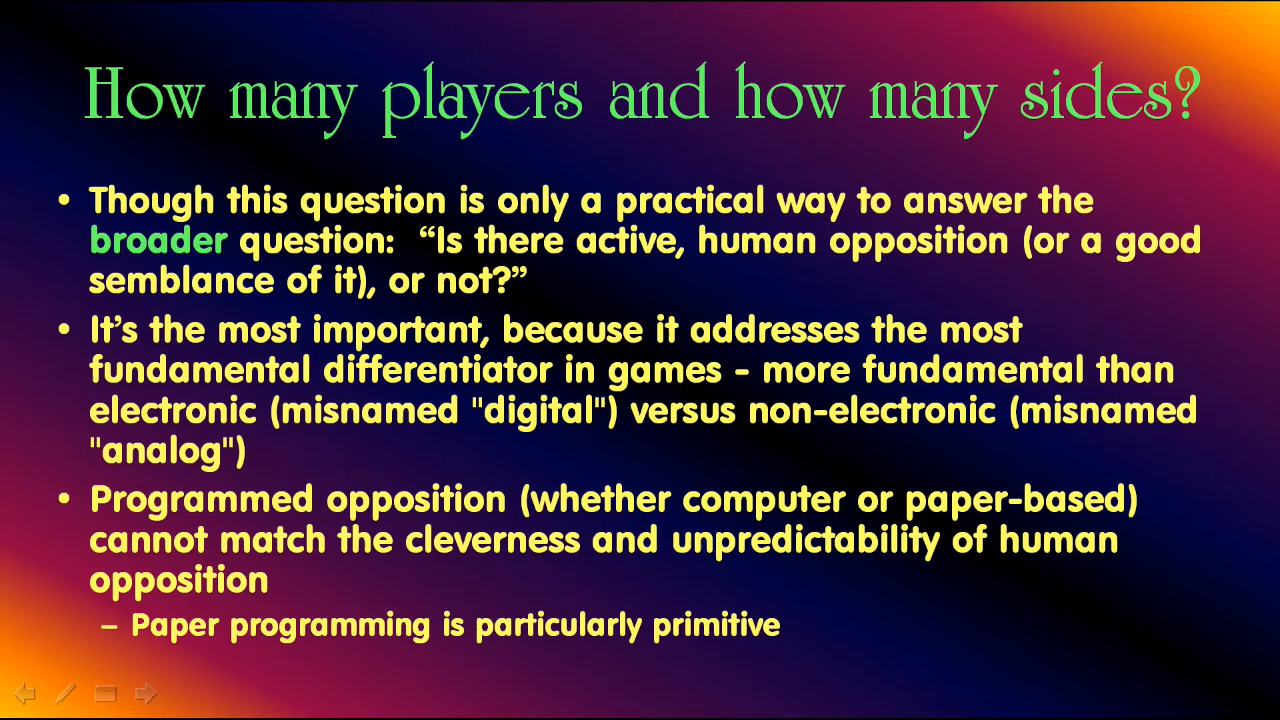 How many players and how many sides?
• Though this question is only a practical way to answer the
broader question:  “Is there active, human opposition (or a good
semblance of it), or not?”
• It’s the most important, because it addresses the most
fundamental differentiator in games - more fundamental than
electronic (misnamed "digital") versus non-electronic (misnamed
"analog")
• Programmed opposition (whether computer or paper-based)
cannot match the cleverness and unpredictability of human
opposition
– Paper programming is particularly primitive